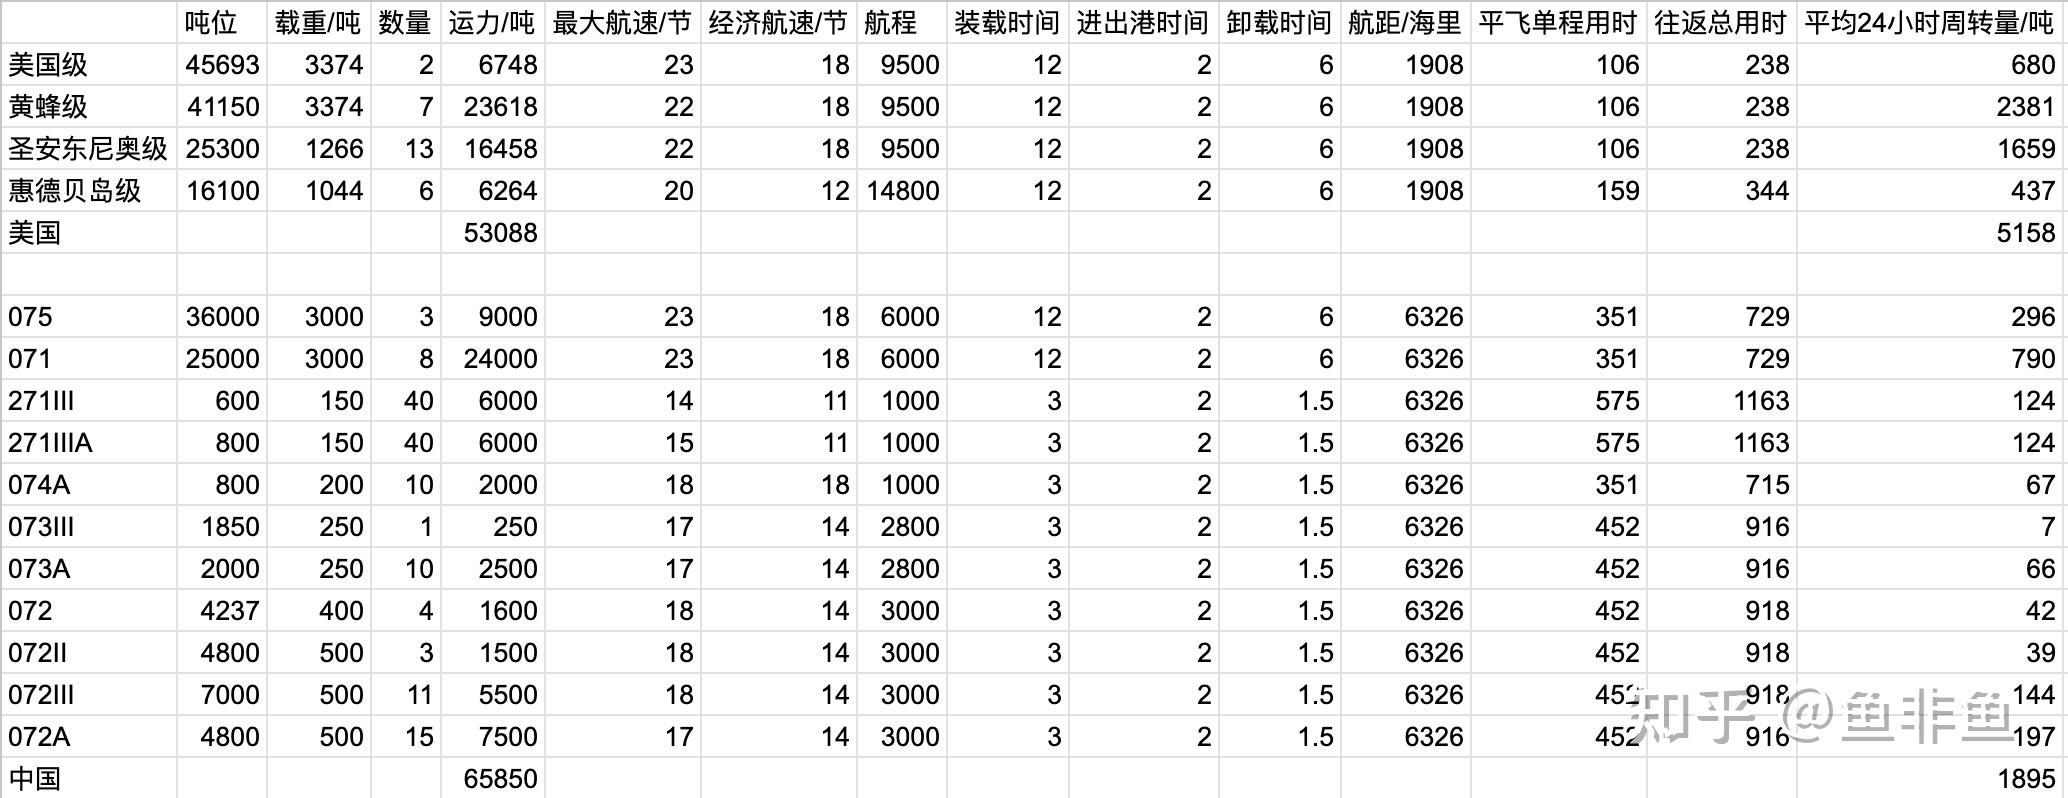 吨位 载重/吨 数量 运力/吨 最大航速/节 经济航速/节 航程 装载时间 进出港时间 卸载时间 航距/海里 平飞单程用时 往返总用时 平均24小时周转量/吨
美国级 45693 3374 2 6748 23 18 9500 12 2 6 1908 106 238 680
黄蜂级 41150 3374 7 23618 22 18 9500 12 2 6 1908 106 238 2381
圣安东尼奥级 25300 1266 13 16458 22 18 9500 12 2 6 1908 106 238 1659
惠德贝岛级 16100 1044 6 6264 20 12 14800 12 2 6 1908 159 344 437
美国 53088 5158
075 36000 3000 3 9000 23 18 6000 12 2 6 6326 351 729 296
071 25000 3000 8 24000 23 18 6000 12 2 6 6326 351 729 790
271III 600 150 40 6000 14 11 1000 3 2 1.5 6326 575 1163 124
271IIIA 800 150 40 6000 15 11 1000 3 2 1.5 6326 575 1163 124
074A 800 200 10 2000 18 18 1000 3 2 1.5 6326 351 715 67
073III 1850 250 1 250 17 14 2800 3 2 1.5 6326 452 916 7
073A 2000 250 10 2500 17 14 2800 3 2 1.5 6326 452 916 66
072 4237 400 4 1600 18 14 3000 3 2 1.5 6326 452 918 42
072II 4800 500 3 1500 18 14 3000 3 2 1.5 6326 452 918 39
072III 7000 500 11 5500 18 14 3000 3 2 1.5 6326 452 918 144
072A 4800 500 15 7500 17 14 3000 3 2 1.5 6326 452 916 197
中国 65850 1895
知乎 @鱼非鱼